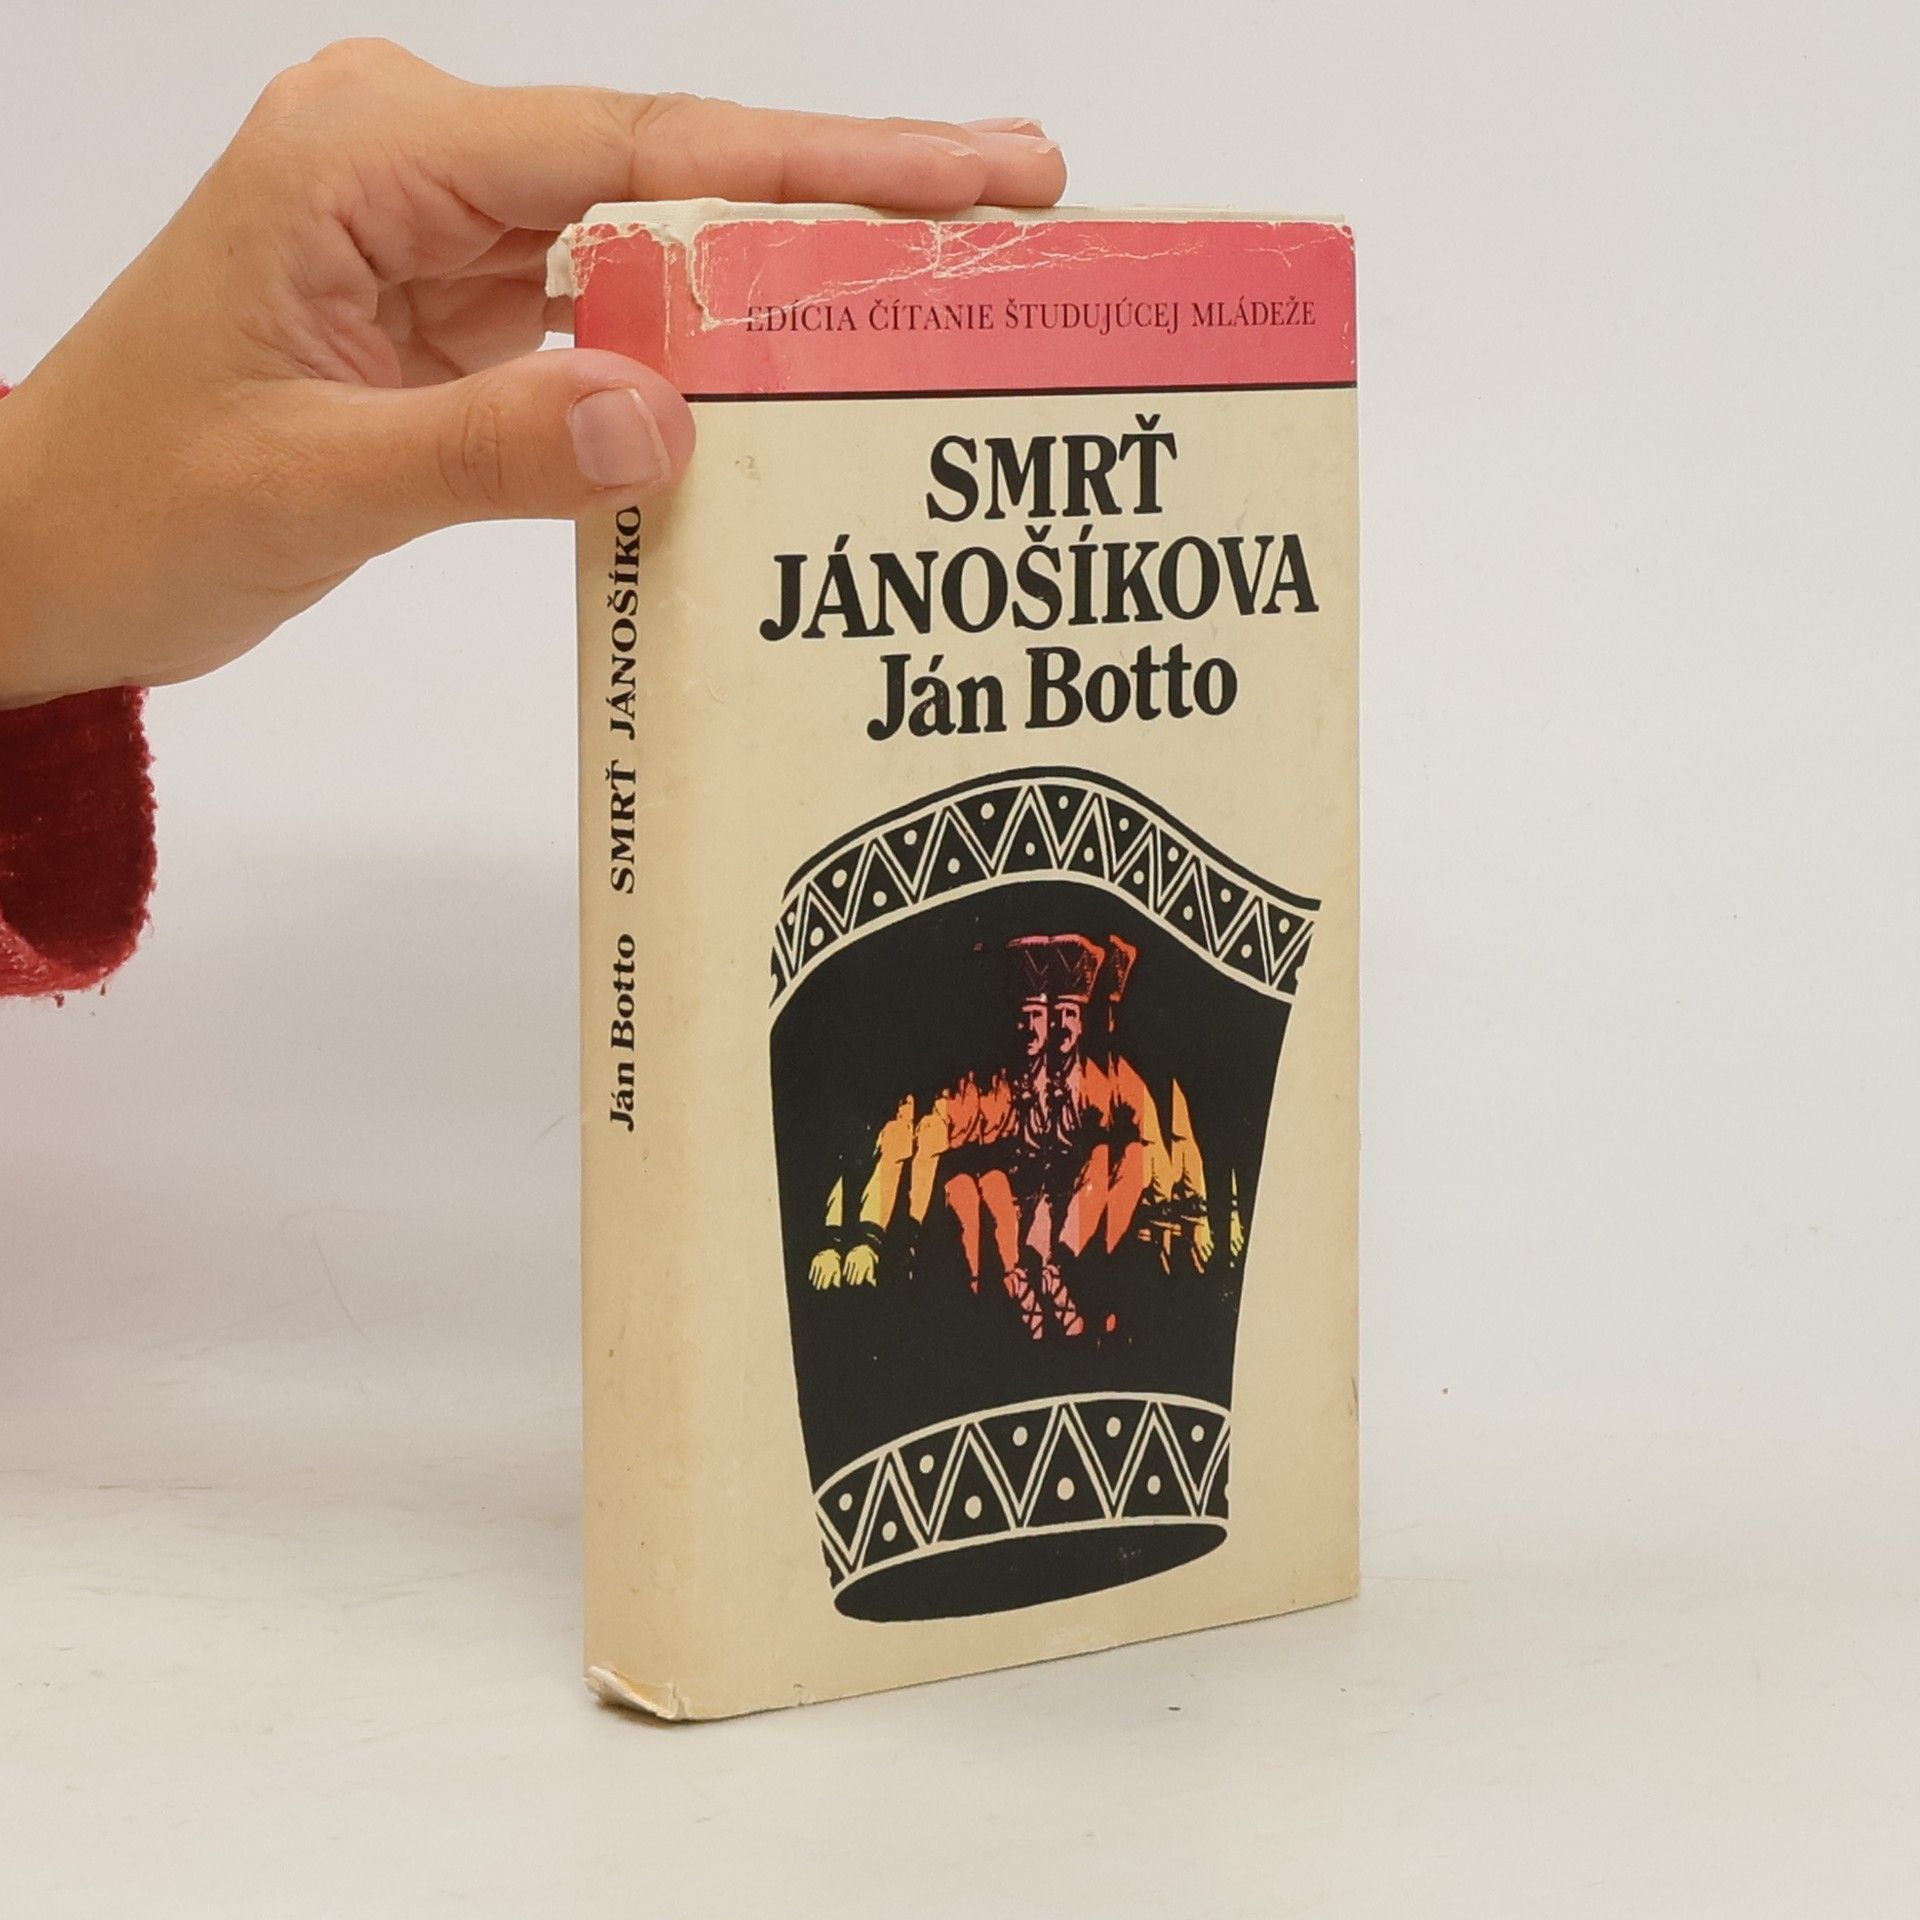 EDÍCIA ČÍTANIE ŠTUDUJÚCEJ MLÁDEŽE
SMRŤ
JÁNOŠÍKOVA
Ján Botto
Ján Botto SMRŤ JÁNOŠÍKO